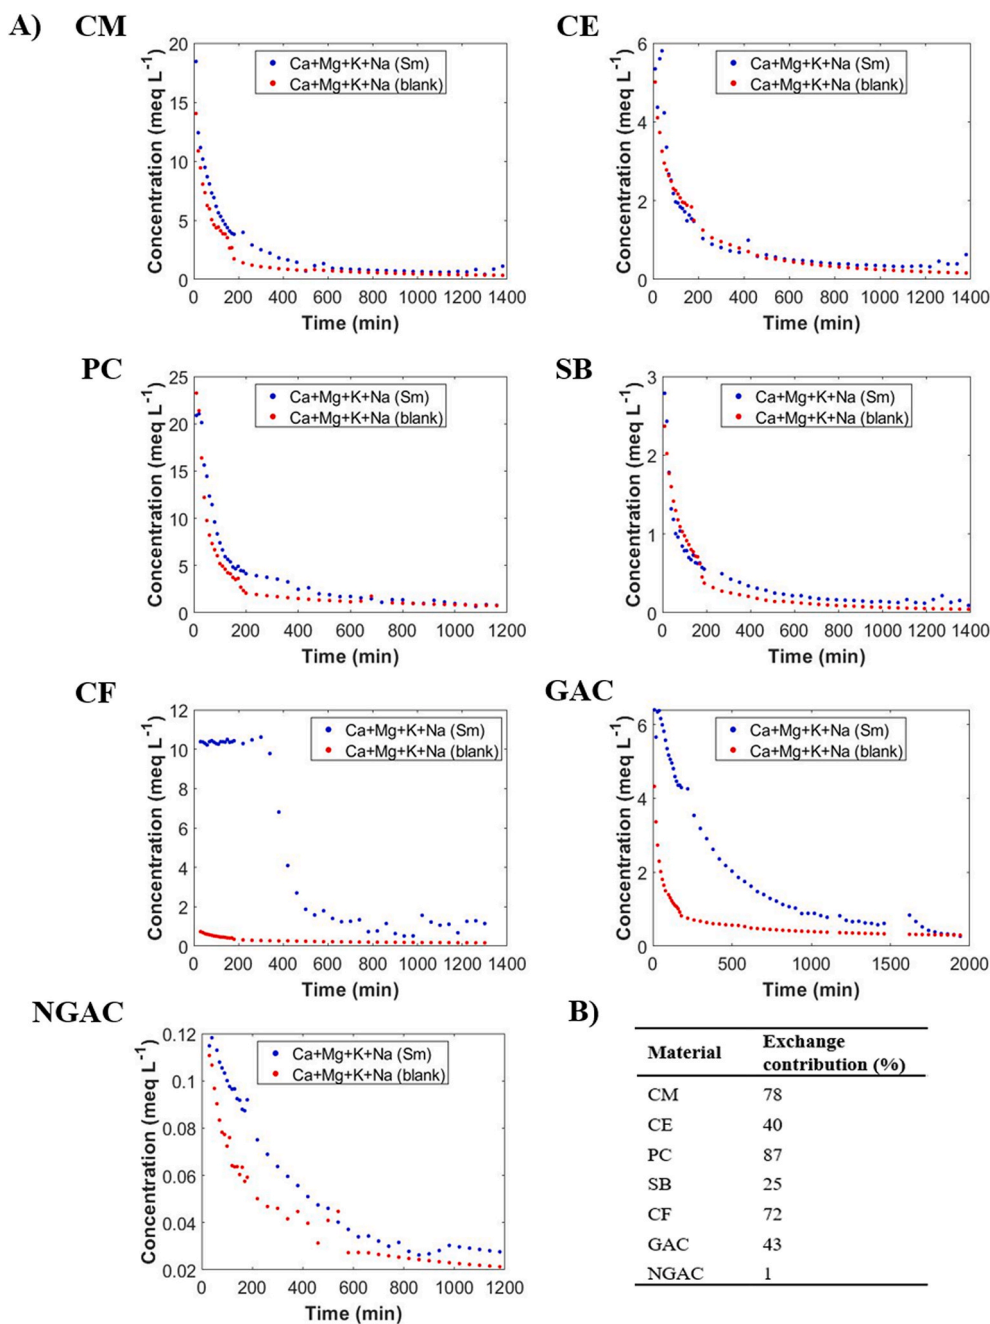 A)
CM
20
15
10
5
0
Concentration (meq L⁻¹)
Ca+Mg+K+Na (Sm)
Ca+Mg+K+Na (blank)
0 200 400 600 800 1000 1200 1400
Time (min)
CE
6
4
2
0
Concentration (meq L⁻¹)
Ca+Mg+K+Na (Sm)
Ca+Mg+K+Na (blank)
0 200 400 600 800 1000 1200 1400
Time (min)
PC
25
20
15
10
5
0
Concentration (meq L⁻¹)
Ca+Mg+K+Na (Sm)
Ca+Mg+K+Na (blank)
0 200 400 600 800 1000 1200
Time (min)
SB
3
2
1
0
Concentration (meq L⁻¹)
Ca+Mg+K+Na (Sm)
Ca+Mg+K+Na (blank)
0 200 400 600 800 1000 1200 1400
Time (min)
CF
12
10
8
6
4
2
0
Concentration (meq L⁻¹)
Ca+Mg+K+Na (Sm)
Ca+Mg+K+Na (blank)
0 200 400 600 800 1000 1200 1400
Time (min)
GAC
6
4
2
0
Concentration (meq L⁻¹)
Ca+Mg+K+Na (Sm)
Ca+Mg+K+Na (blank)
0 500 1000 1500 2000
Time (min)
NGAC
0.12
0.1
0.08
0.06
0.04
0.02
Concentration (meq L⁻¹)
Ca+Mg+K+Na (Sm)
Ca+Mg+K+Na (blank)
0 200 400 600 800 1000 1200
Time (min)
B)
Material Exchange
contribution (%)
CM 78
CE 40
PC 87
SB 25
CF 72
GAC 43
NGAC 1